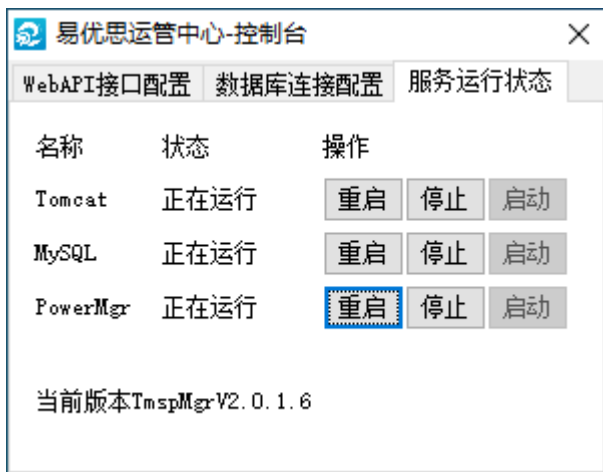 易优思运管中心-控制台
WebAPI接口配置 数据库连接配置 服务运行状态
名称 状态 操作
Tomcat 正在运行 重启 停止 启动
MySQL 正在运行 重启 停止 启动
PowerMgr 正在运行 重启 停止 启动
当前版本TmspMgrV2.0.1.6